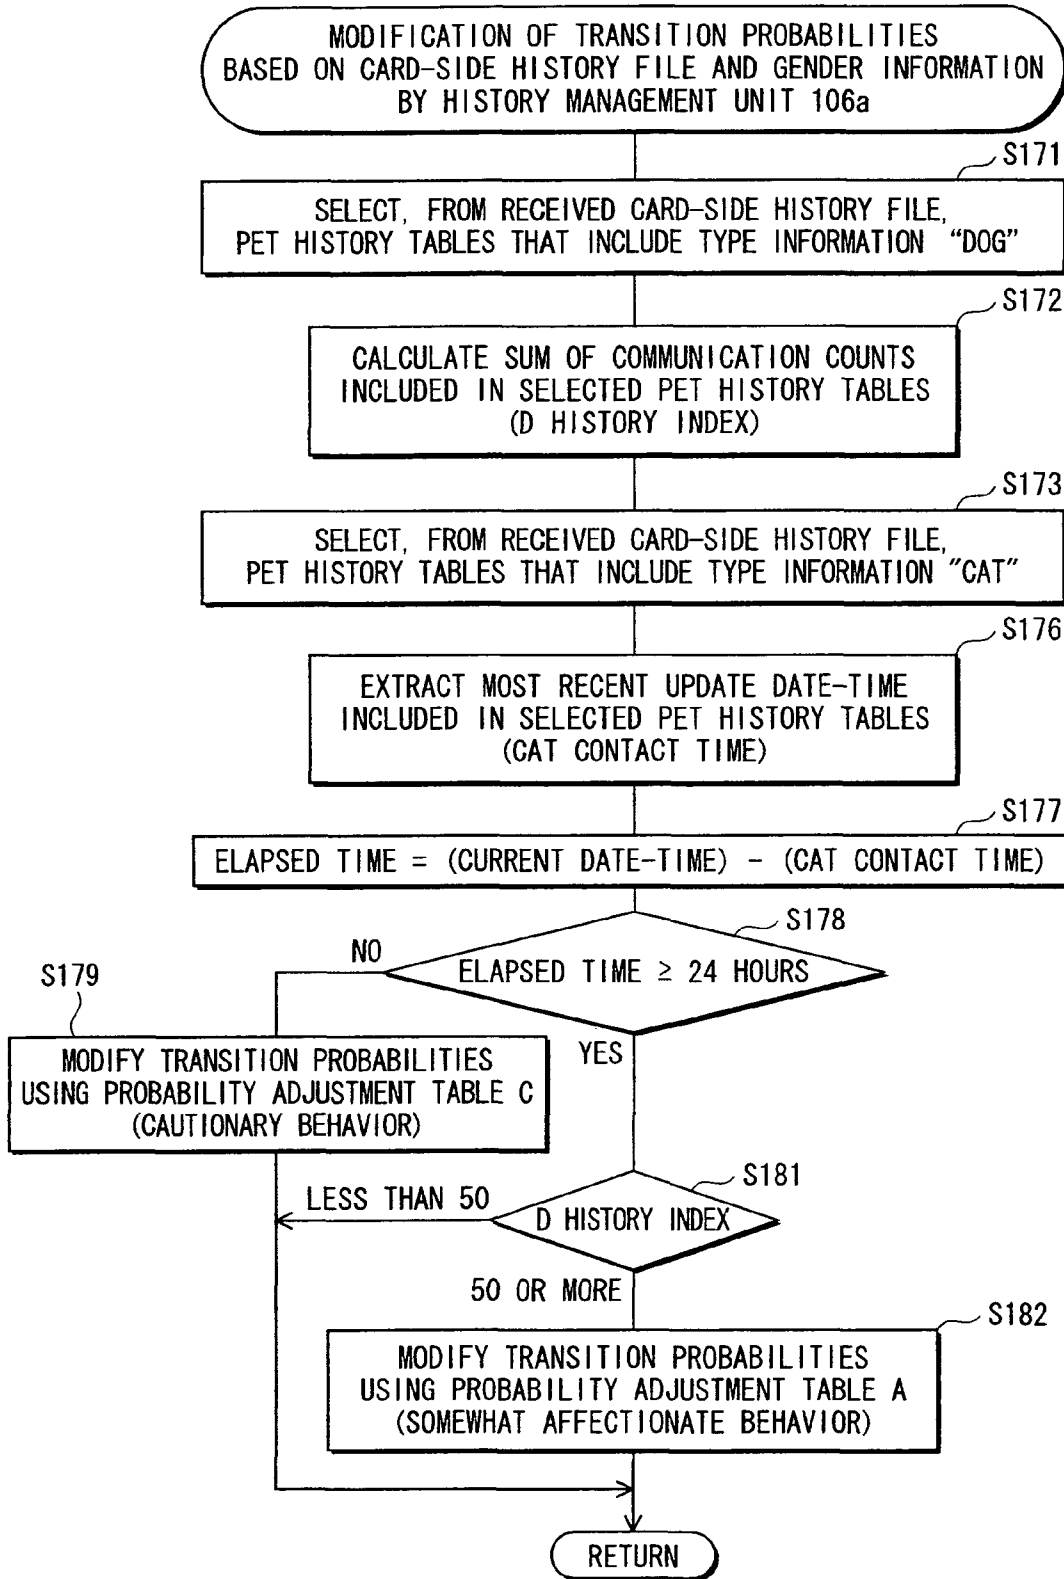 MODIFICATION OF TRANSITION PROBABILITIES
BASED ON CARD-SIDE HISTORY FILE AND GENDER INFORMATION
BY HISTORY MANAGEMENT UNIT 106a
S171
SELECT, FROM RECEIVED CARD-SIDE HISTORY FILE,
PET HISTORY TABLES THAT INCLUDE TYPE INFORMATION "DOG"
S172
CALCULATE SUM OF COMMUNICATION COUNTS
INCLUDED IN SELECTED PET HISTORY TABLES
(D HISTORY INDEX)
S173
SELECT, FROM RECEIVED CARD-SIDE HISTORY FILE,
PET HISTORY TABLES THAT INCLUDE TYPE INFORMATION "CAT"
S176
EXTRACT MOST RECENT UPDATE DATE-TIME
INCLUDED IN SELECTED PET HISTORY TABLES
(CAT CONTACT TIME)
S177
ELAPSED TIME = (CURRENT DATE-TIME) - (CAT CONTACT TIME)
S178
NO
ELAPSED TIME ≥ 24 HOURS
S179
YES
MODIFY TRANSITION PROBABILITIES
USING PROBABILITY ADJUSTMENT TABLE C
(CAUTIONARY BEHAVIOR)
S181
LESS THAN 50
D HISTORY INDEX
50 OR MORE
S182
MODIFY TRANSITION PROBABILITIES
USING PROBABILITY ADJUSTMENT TABLE A
(SOMEWHAT AFFECTIONATE BEHAVIOR)
RETURN